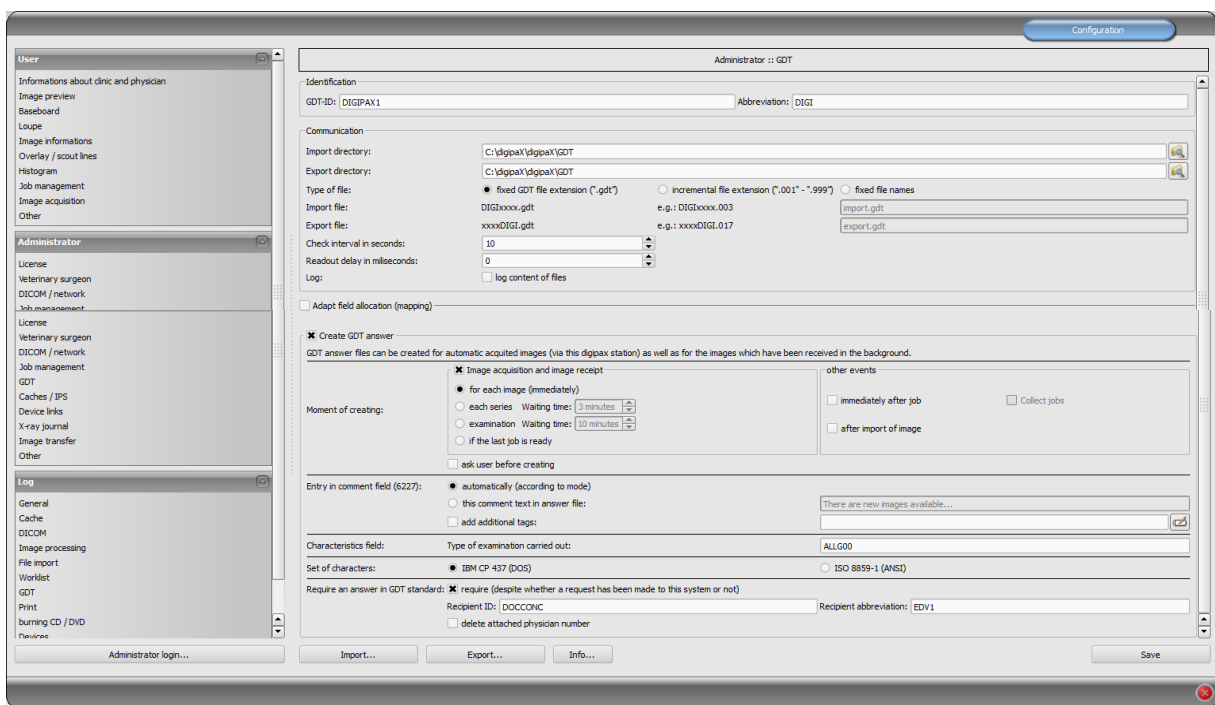 Configuration
User
Informations about clinic and physician
Image preview
Baseboard
Loupe
Image informations
Overlay / scout lines
Histogram
Job management
Image acquisition
Other
Administrator
License
Veterinary surgeon
DICOM / network
Job management
License
Veterinary surgeon
DICOM / network
Job management
GDT
Caches / IPS
Device links
X-ray journal
Image transfer
Other
Log
General
Cache
DICOM
Image processing
File import
Worklist
GDT
Print
burning CD / DVD
Devices
Administrator login...
Administrator :: GDT
Identification
GDT-ID: DIGIPAX1 Abbreviation: DIGI
Communication
Import directory: C:\digipaX\digipaX\GDT
Export directory: C:\digipaX\digipaX\GDT
Type of file: fixed GDT file extension (".gdt") incremental file extension (".001" - ".999") fixed file names
Import file: DIGIxxxx.gdt e.g.: DIGIxxxx.003 import.gdt
Export file: xxxxDIGI.gdt e.g.: xxxxDIGI.017 export.gdt
Check interval in seconds: 10
Readout delay in miliseconds: 0
Log: log content of files
Adapt field allocation (mapping)
Create GDT answer
GDT answer files can be created for automatic acquited images (via this digipax station) as well as for the images which have been received in the background.
Image acquisition and image receipt other events
for each image (immediately)
each series Waiting time: 3 minutes immediately after job Collect jobs
Moment of creating:
examination Waiting time: 10 minutes after import of image
if the last job is ready
ask user before creating
Entry in comment field (6227): automatically (according to mode)
this comment text in answer file: There are new images available...
add additional tags:
Characteristics field: Type of examination carried out: ALLG00
Set of characters: IBM CP 437 (DOS) ISO 8859-1 (ANSI)
Require an answer in GDT standard: require (despite whether a request has been made to this system or not)
Recipient ID: DOCCONC Recipient abbreviation: EDV1
delete attached physician number
Import... Export... Info... Save